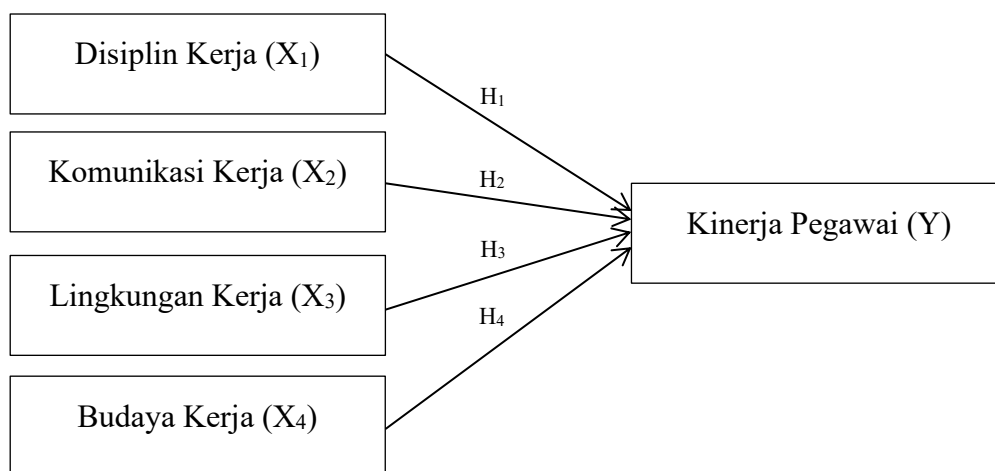 Disiplin Kerja (X₁)
H₁
Komunikasi Kerja (X₂)
H₂
Kinerja Pegawai (Y)
H₃
Lingkungan Kerja (X₃)
H₄
Budaya Kerja (X₄)